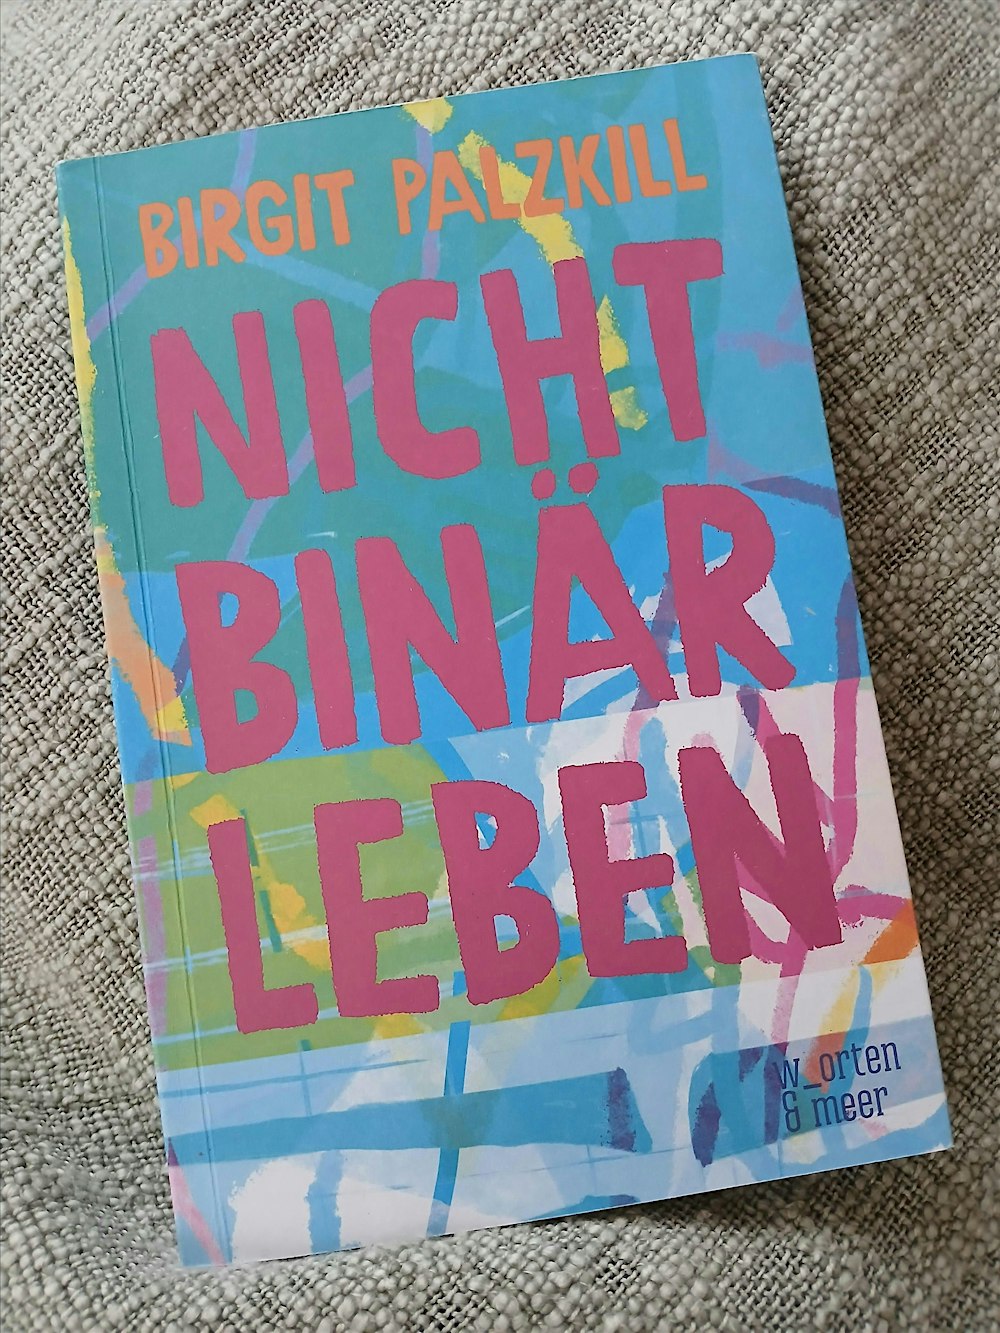 BIRGIT PALZKILL
NICHT
BINÄR
LEBEN
w_orten
& meer